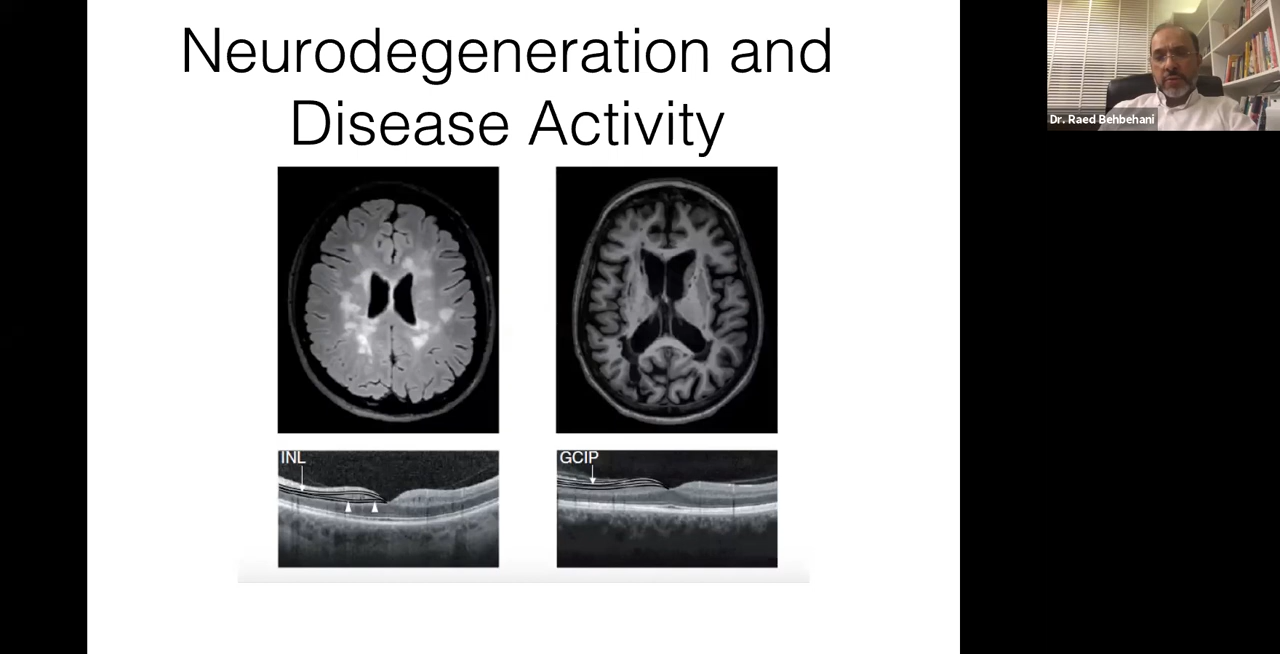 Neurodegeneration and
Disease Activity
INL
GCIP
Dr. Raed Behbehani